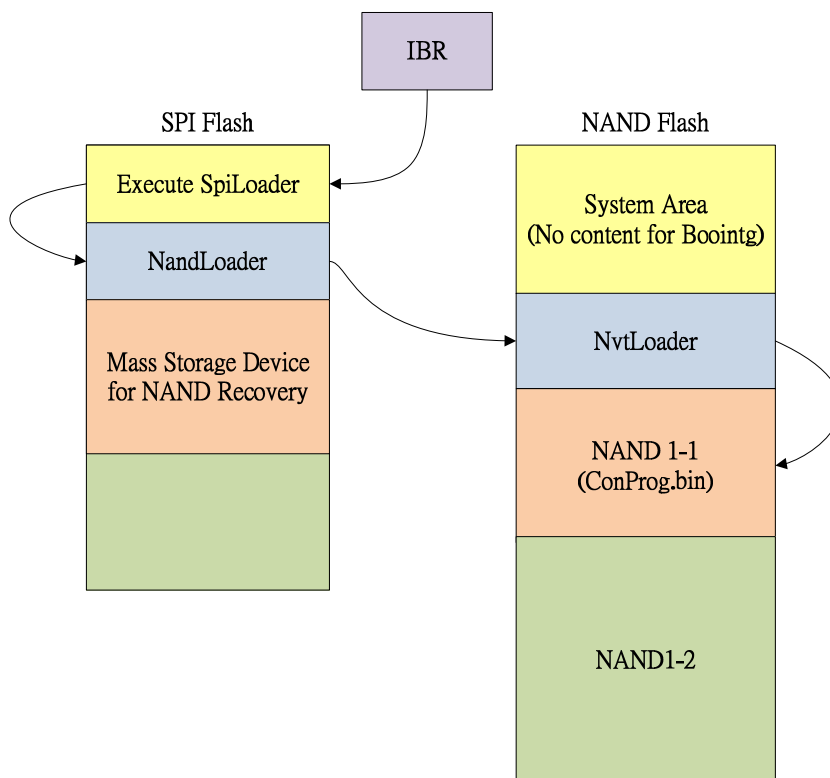 IBR
SPI Flash
Execute SpiLoader
NandLoader
Mass Storage Device
for NAND Recovery
NAND Flash
System Area
(No content for Boointg)
NvtLoader
NAND 1-1
(ConProg.bin)
NAND1-2